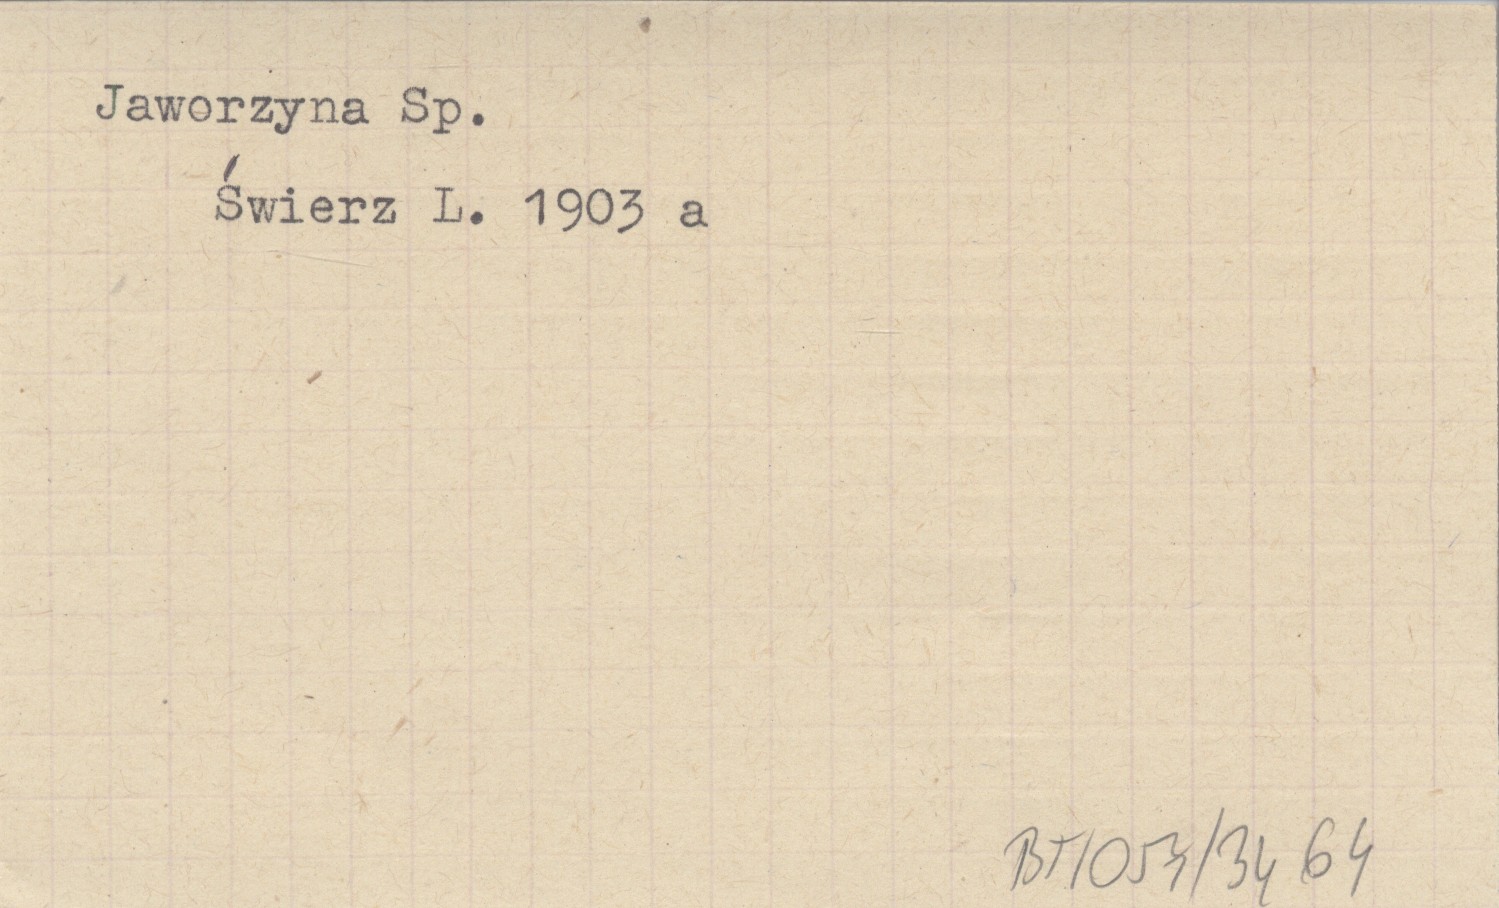 Jaworzyna Sp.
Świerz L. 1903 a
BT/053/3464